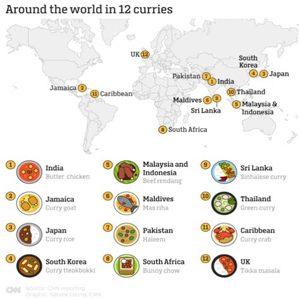 Around the world in 12 curries
UK 12
South
Korea
4 3 Japan
Pakistan 7
1 India
Jamaica 2
11 Caribbean
10 Thailand
Maldives 6 9
5 Malaysia &
Indonesia
Sri Lanka
8 South Africa
1 India
Butter chicken
5 Malaysia and
Indonesia
Beef rendang
9 Sri Lanka
Sinhalese curry
2 Jamaica
Curry goat
6 Maldives
Mas riha
10 Thailand
Green curry
3 Japan
Curry rice
7 Pakistan
Haleem
11 Caribbean
Curry crab
4 South Korea
Curry tteokbokki
8 South Africa
Bunny chow
12 UK
Tikka masala
CNN
Source: CNN reporting